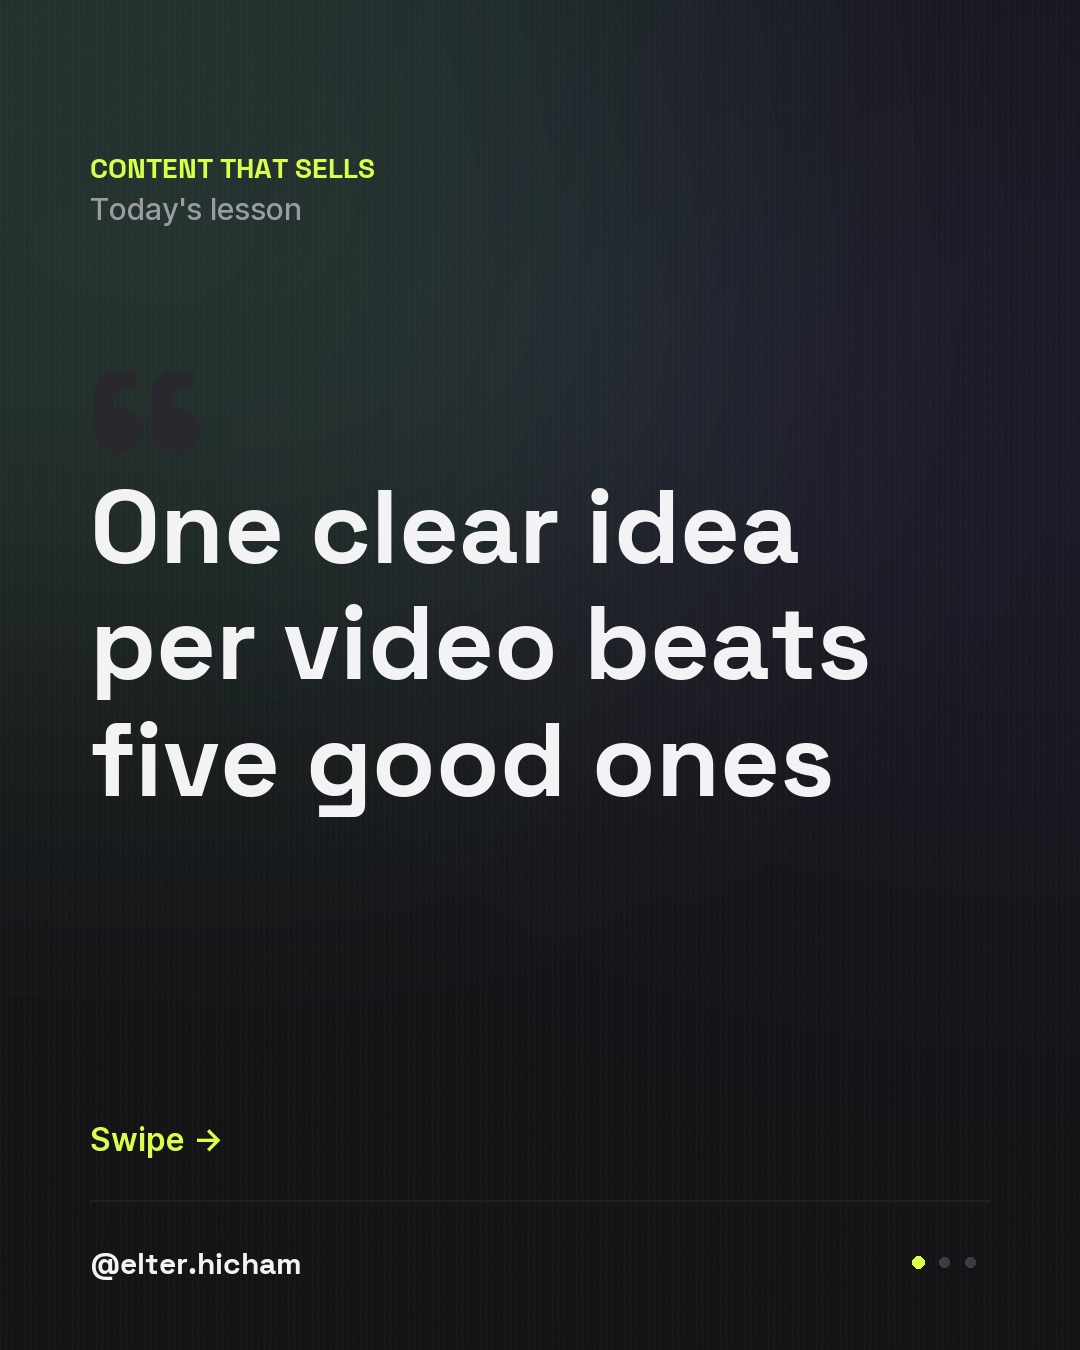 CONTENT THAT SELLS
Today's lesson
“
One clear idea
per video beats
five good ones
Swipe →
@elter.hicham